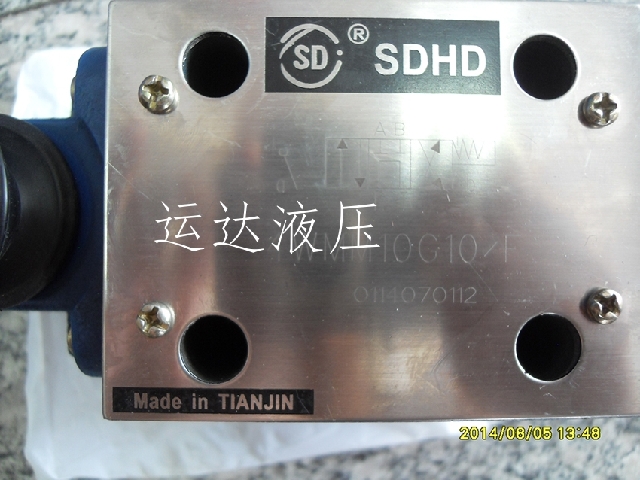 SD ® SDHD
A B
运达液压
WMM10G10/F
0114070112
Made in TIANJIN
2014/08/05 13:48